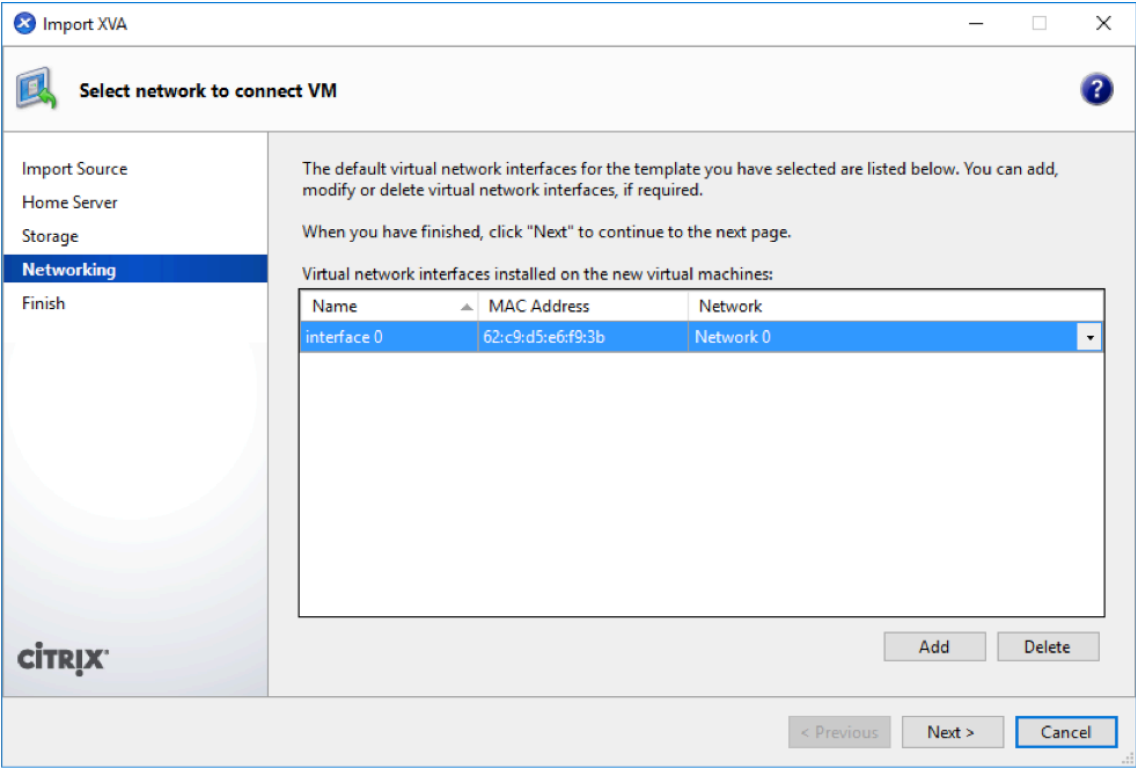 Import XVA
Select network to connect VM
?
Import Source
Home Server
Storage
Networking
Finish
The default virtual network interfaces for the template you have selected are listed below. You can add,
modify or delete virtual network interfaces, if required.
When you have finished, click "Next" to continue to the next page.
Virtual network interfaces installed on the new virtual machines:
Name MAC Address Network
interface 0 62:c9:d5:e6:f9:3b Network 0
Add Delete
CITRIX
< Previous Next > Cancel